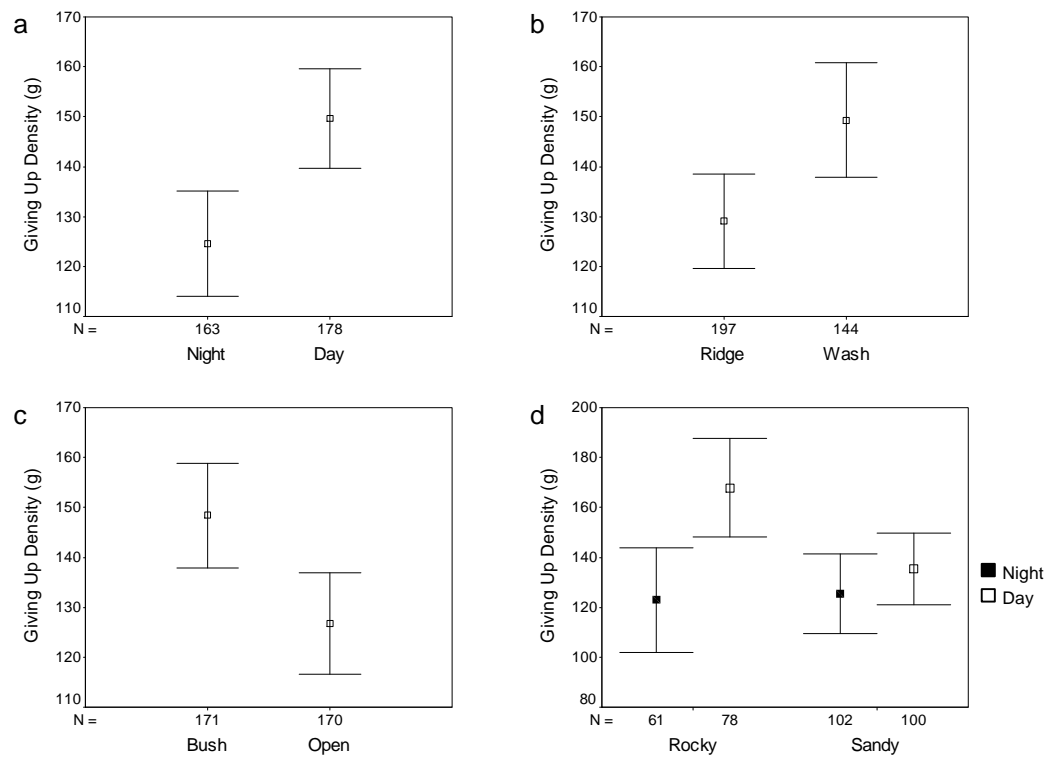 a
170
160
150
140
130
120
110
Giving Up Density (g)
N =
163
178
Night
Day
b
170
160
150
140
130
120
110
Giving Up Density (g)
N =
197
144
Ridge
Wash
c
170
160
150
140
130
120
110
Giving Up Density (g)
N =
171
170
Bush
Open
d
200
180
160
140
120
100
80
Giving Up Density (g)
N =
61
78
102
100
Rocky
Sandy
Night
Day